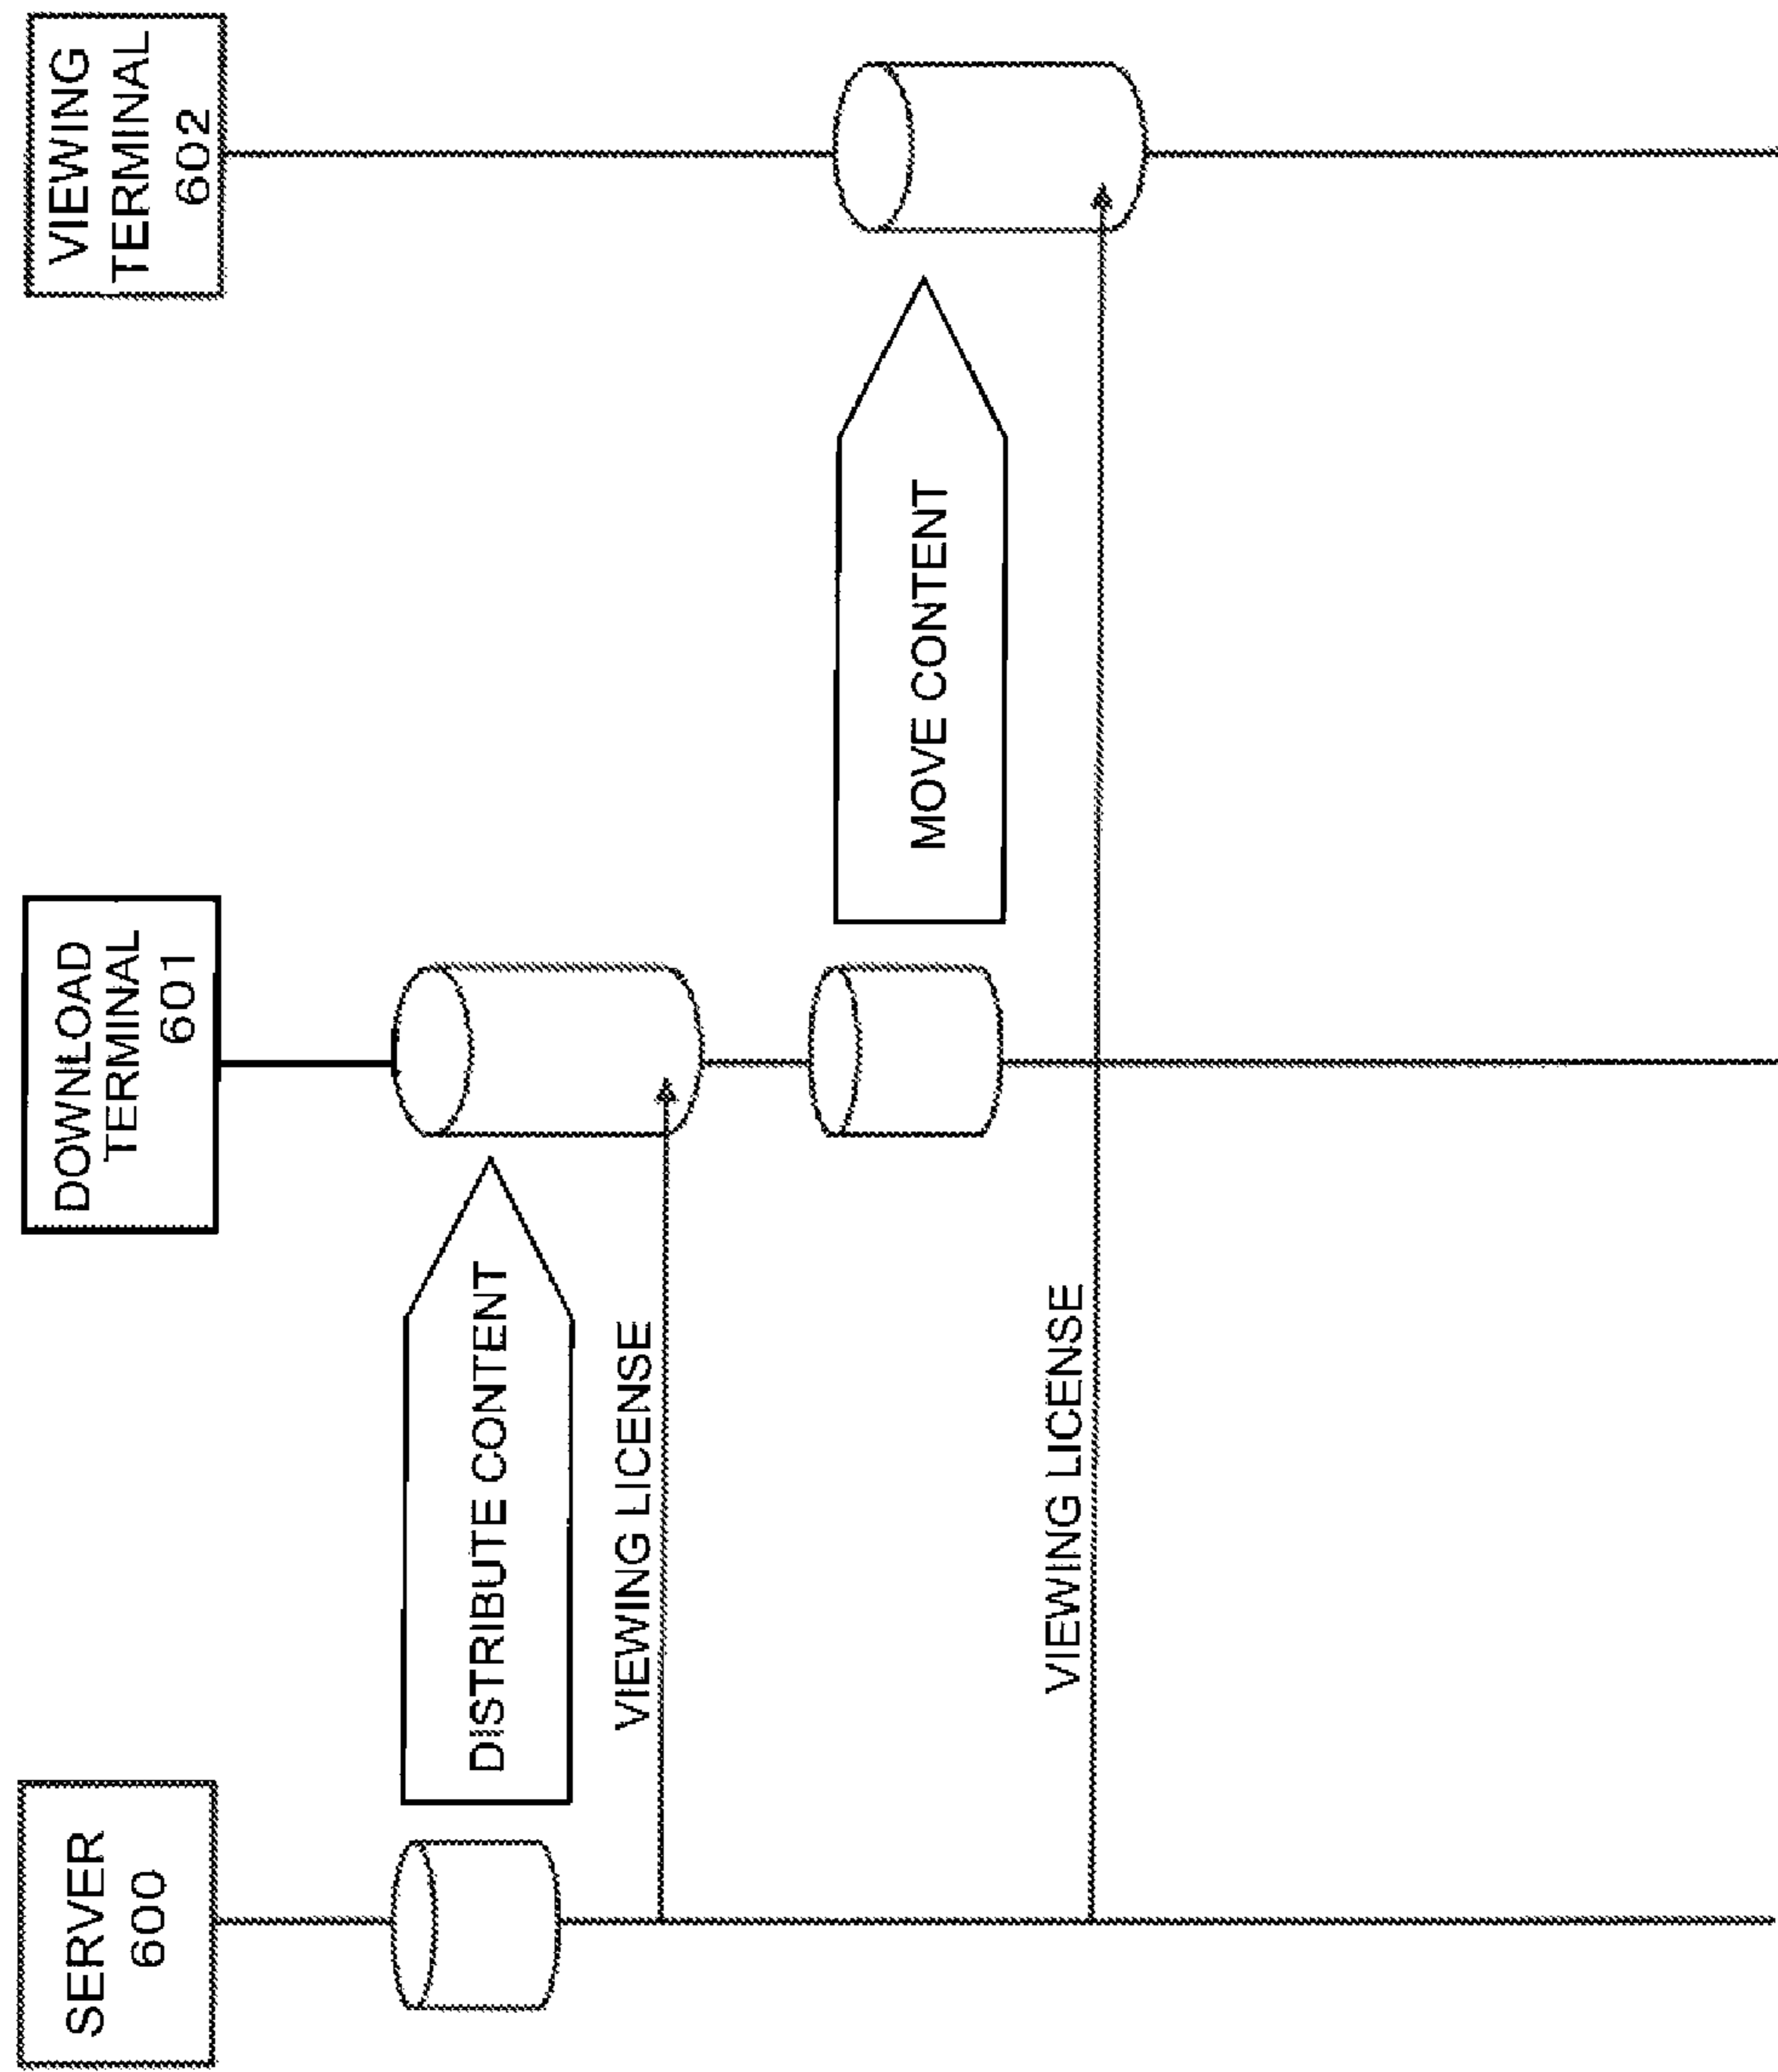 SERVER
600
DOWNLOAD
TERMINAL
601
VIEWING
TERMINAL
602
DISTRIBUTE CONTENT
VIEWING LICENSE
MOVE CONTENT
VIEWING LICENSE